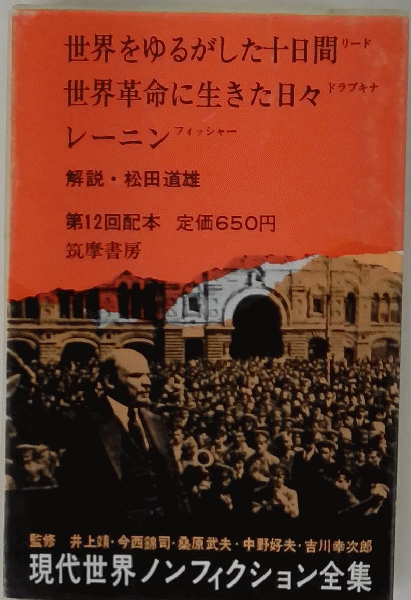 世界をゆるがした十日間 リード
世界革命に生きた日々 ドラブキナ
レーニン フィッシャー
解説・松田道雄
第12回配本 定価650円
筑摩書房
監修 井上靖・今西錦司・桑原武夫・中野好夫・吉川幸次郎
現代世界ノンフィクション全集